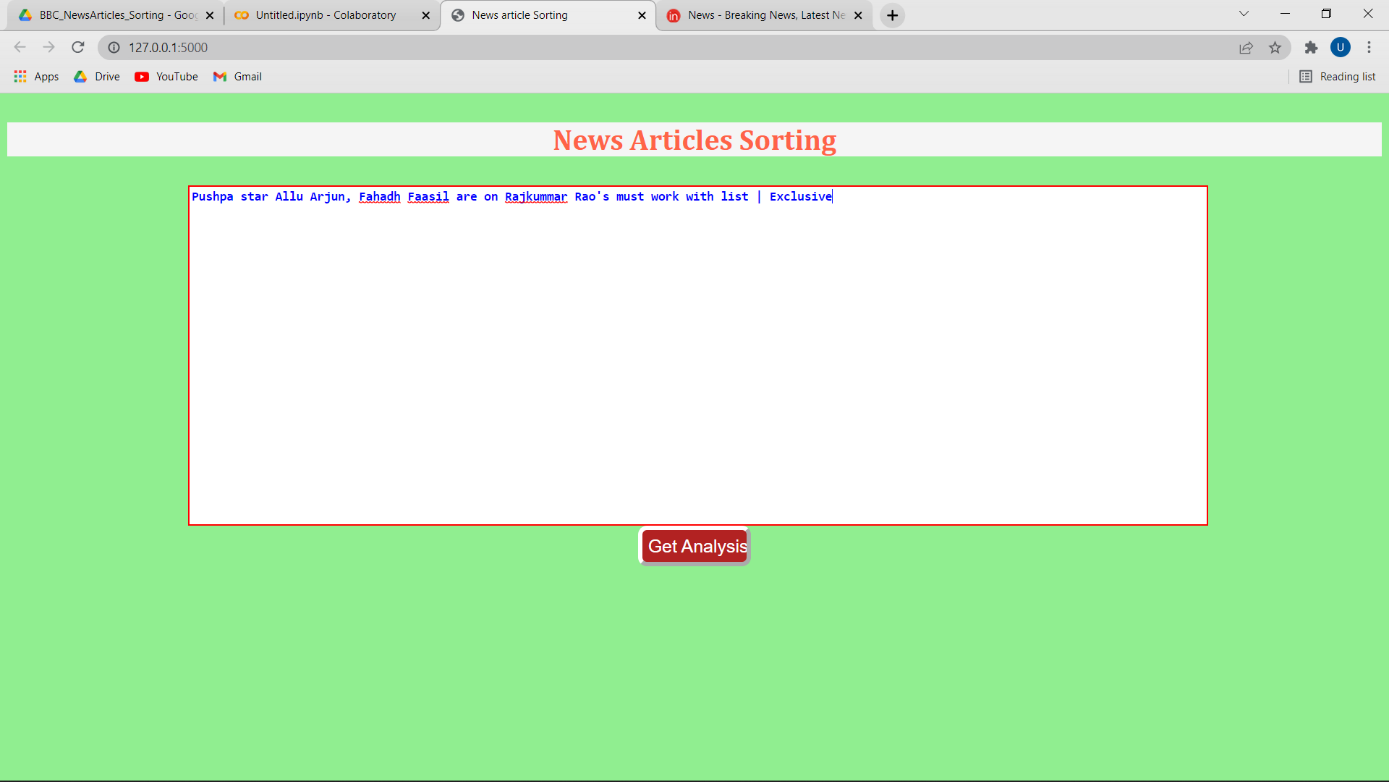 BBC_NewsArticles_Sorting - Goo
Untitled.ipynb - Colaboratory
News article Sorting
in
News - Breaking News, Latest Ne
127.0.0.1:5000
U
Apps
Drive
YouTube
Gmail
Reading list
News Articles Sorting
Pushpa star Allu Arjun, Fahadh Faasil are on Rajkummar Rao's must work with list | Exclusive
Get Analysis